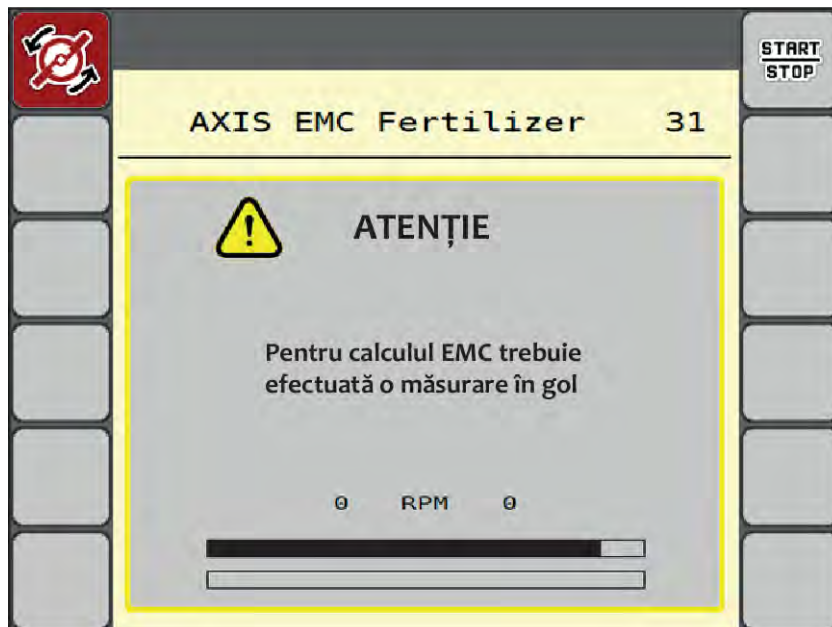 START
STOP
AXIS EMC Fertilizer 31
!
ATENȚIE
Pentru calculul EMC trebuie
efectuată o măsurare în gol
0 RPM 0